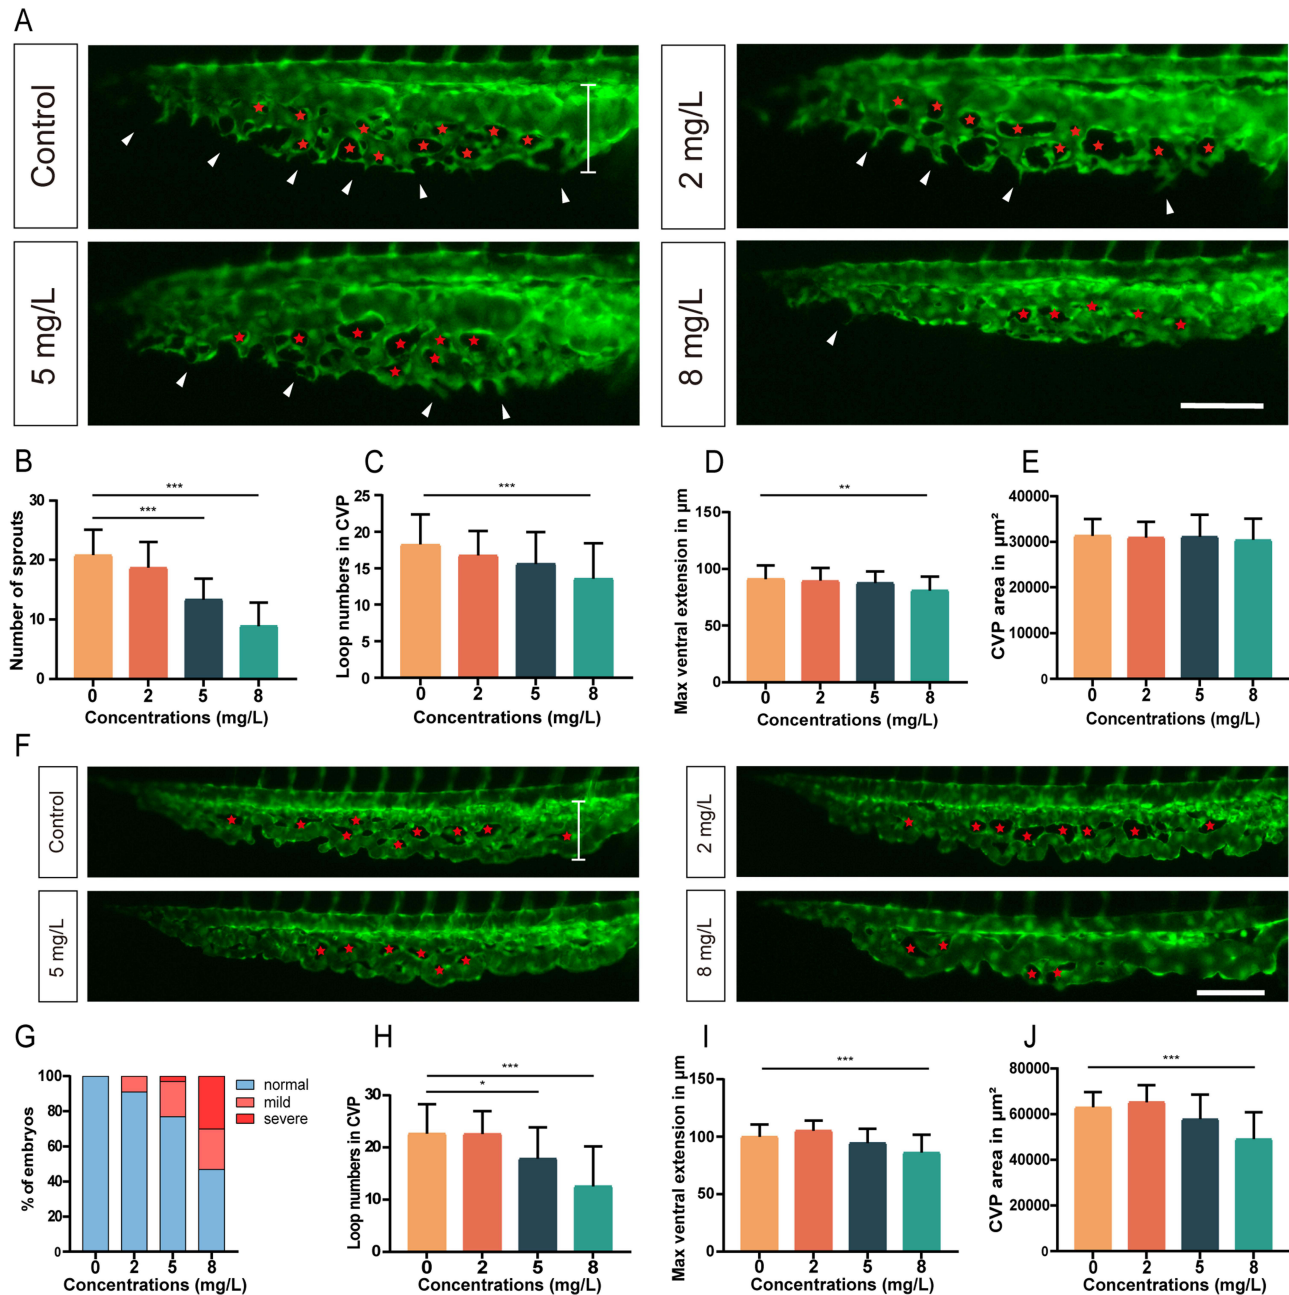 A
Control
2 mg/L
5 mg/L
8 mg/L
B
Number of sprouts
30
20
10
0
***
***
0 2 5 8
Concentrations (mg/L)
C
Loop numbers in CVP
25
20
15
10
5
0
***
0 2 5 8
Concentrations (mg/L)
D
Max ventral extension in µm
150
100
50
0
**
0 2 5 8
Concentrations (mg/L)
E
CVP area in µm²
40000
30000
20000
10000
0
0 2 5 8
Concentrations (mg/L)
F
Control
2 mg/L
5 mg/L
8 mg/L
G
% of embryos
100
80
60
40
20
0
normal
mild
severe
0 2 5 8
Concentrations (mg/L)
H
Loop numbers in CVP
30
20
10
0
***
*
0 2 5 8
Concentrations (mg/L)
I
Max ventral extension in µm
150
100
50
0
***
0 2 5 8
Concentrations (mg/L)
J
CVP area in µm²
80000
60000
40000
20000
0
***
0 2 5 8
Concentrations (mg/L)